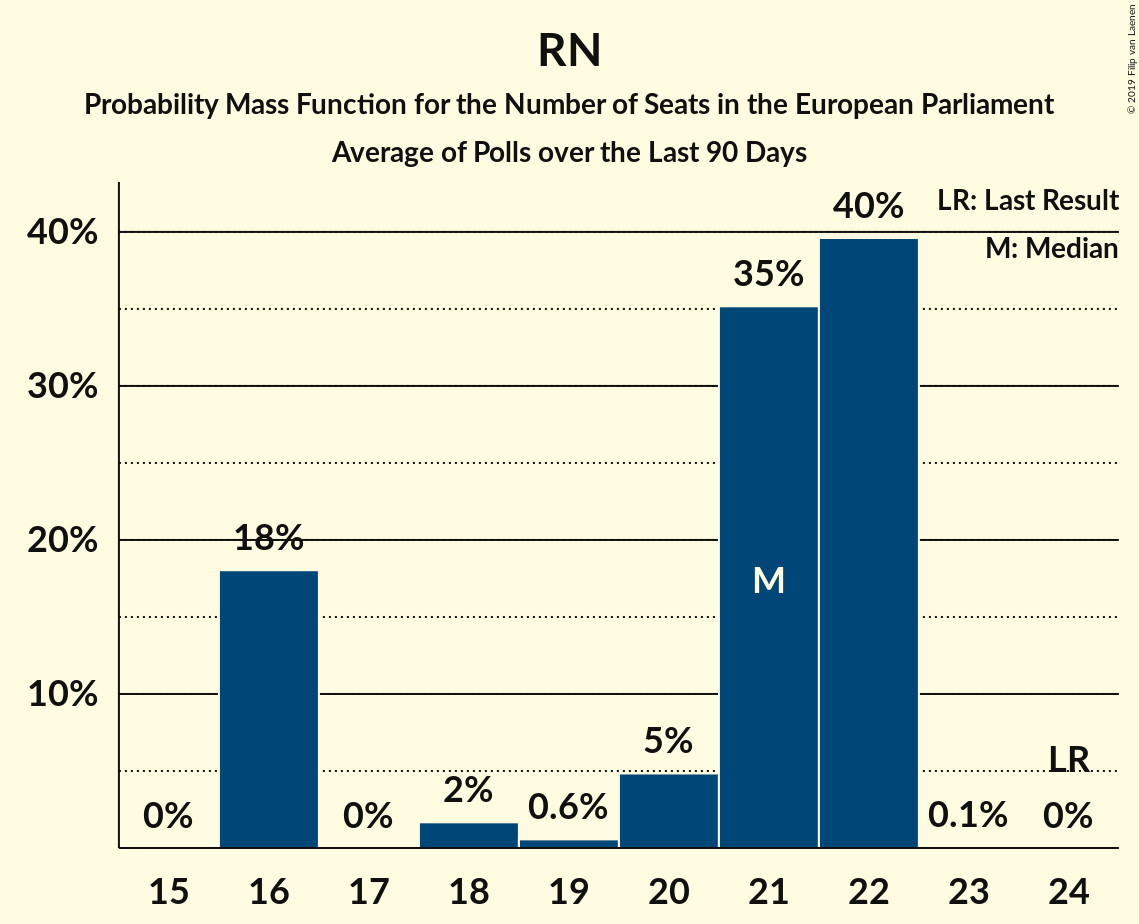 RN
Probability Mass Function for the Number of Seats in the European Parliament
Average of Polls over the Last 90 Days
© 2019 Filip van Laenen
LR: Last Result
M: Median
40%
30%
20%
10%
0%
18%
0%
2%
0.6%
5%
35%
M
40%
0.1%
LR
0%
15 16 17 18 19 20 21 22 23 24